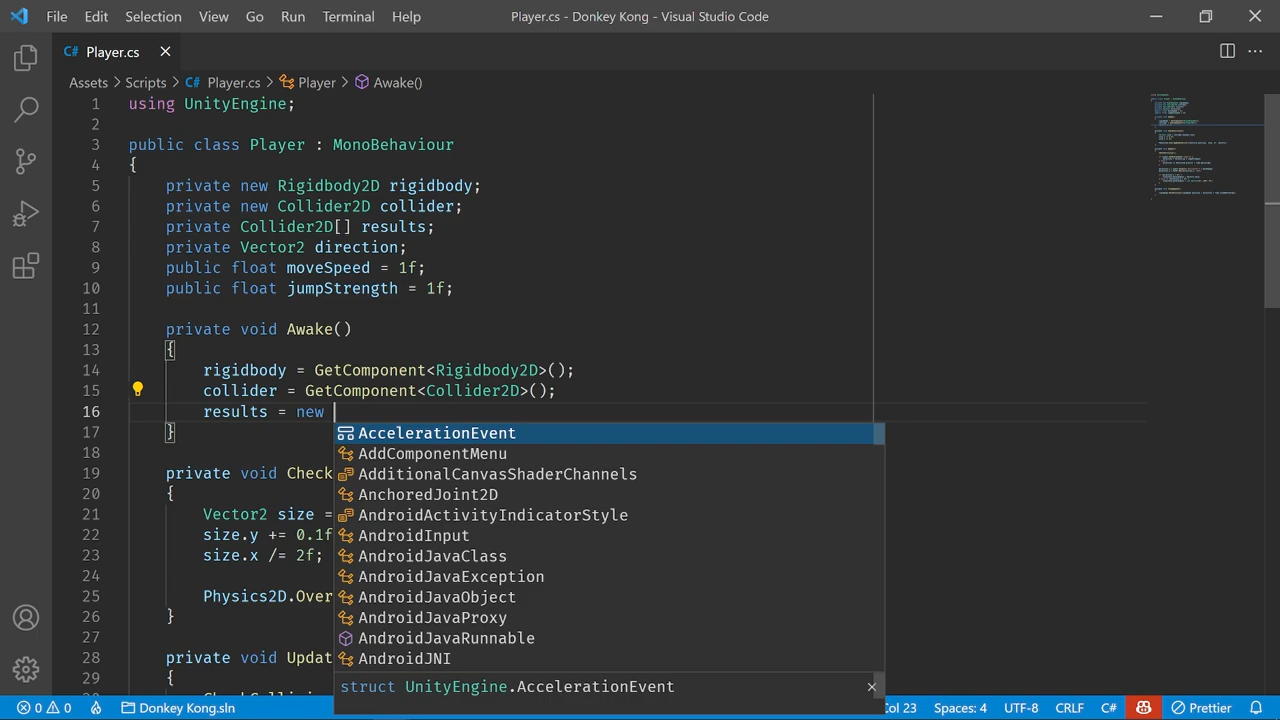 File Edit Selection View Go Run Terminal Help Player.cs - Donkey Kong - Visual Studio Code
C# Player.cs
Assets > Scripts > C# Player.cs > Player > Awake()
1 using UnityEngine;
2
3 public class Player : MonoBehaviour
4 {
5 private new Rigidbody2D rigidbody;
6 private new Collider2D collider;
7 private Collider2D[] results;
8 private Vector2 direction;
9 public float moveSpeed = 1f;
10 public float jumpStrength = 1f;
11
12 private void Awake()
13 {
14 rigidbody = GetComponent<Rigidbody2D>();
15 collider = GetComponent<Collider2D>();
16 results = new
17 }
AccelerationEvent
18
AddComponentMenu
19 private void Check
AdditionalCanvasShaderChannels
20 {
AnchoredJoint2D
21 Vector2 size =
AndroidActivityIndicatorStyle
22 size.y += 0.1f
AndroidInput
23 size.x /= 2f;
AndroidJavaClass
24
AndroidJavaException
25 Physics2D.Over
AndroidJavaObject
26 }
AndroidJavaProxy
27
AndroidJavaRunnable
28 private void Updat
AndroidJNI
29 {
struct UnityEngine.AccelerationEvent
0 0 Donkey Kong.sln Col 23 Spaces: 4 UTF-8 CRLF C# Prettier